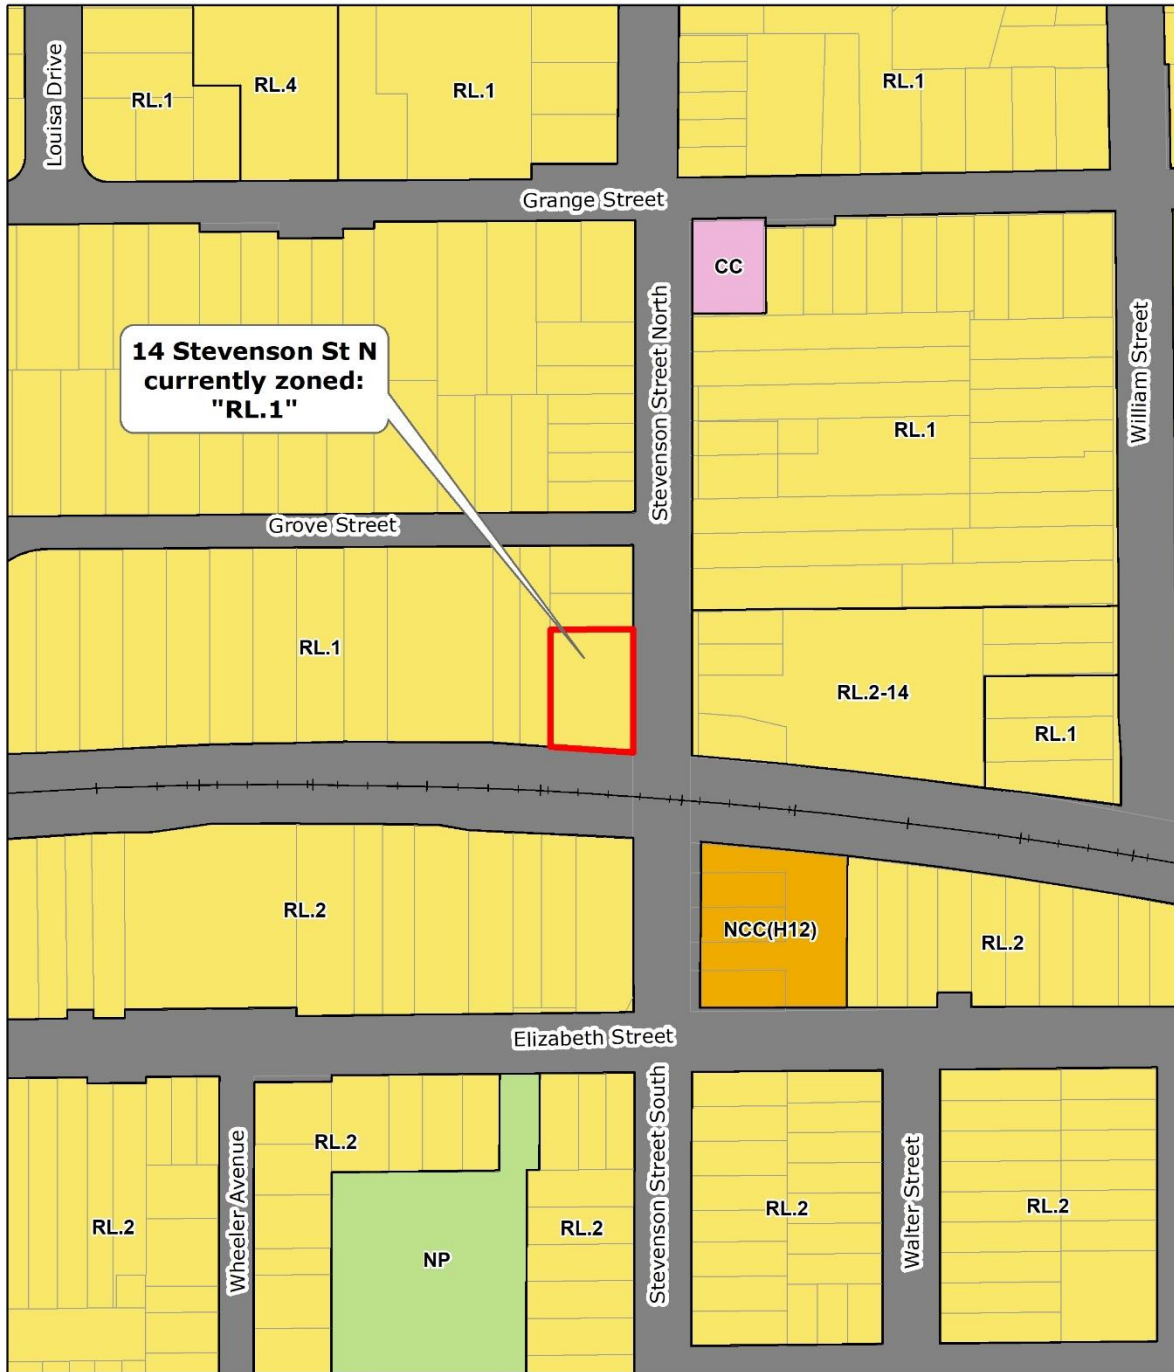 Louisa Drive
RL.1
RL.4
RL.1
RL.1
Grange Street
CC
Stevenson Street North
William Street
14 Stevenson St N
currently zoned:
"RL.1"
RL.1
Grove Street
RL.1
RL.2-14
RL.1
RL.2
NCC(H12)
RL.2
Elizabeth Street
Wheeler Avenue
RL.2
Stevenson Street South
Walter Street
RL.2
NP
RL.2
RL.2
RL.2